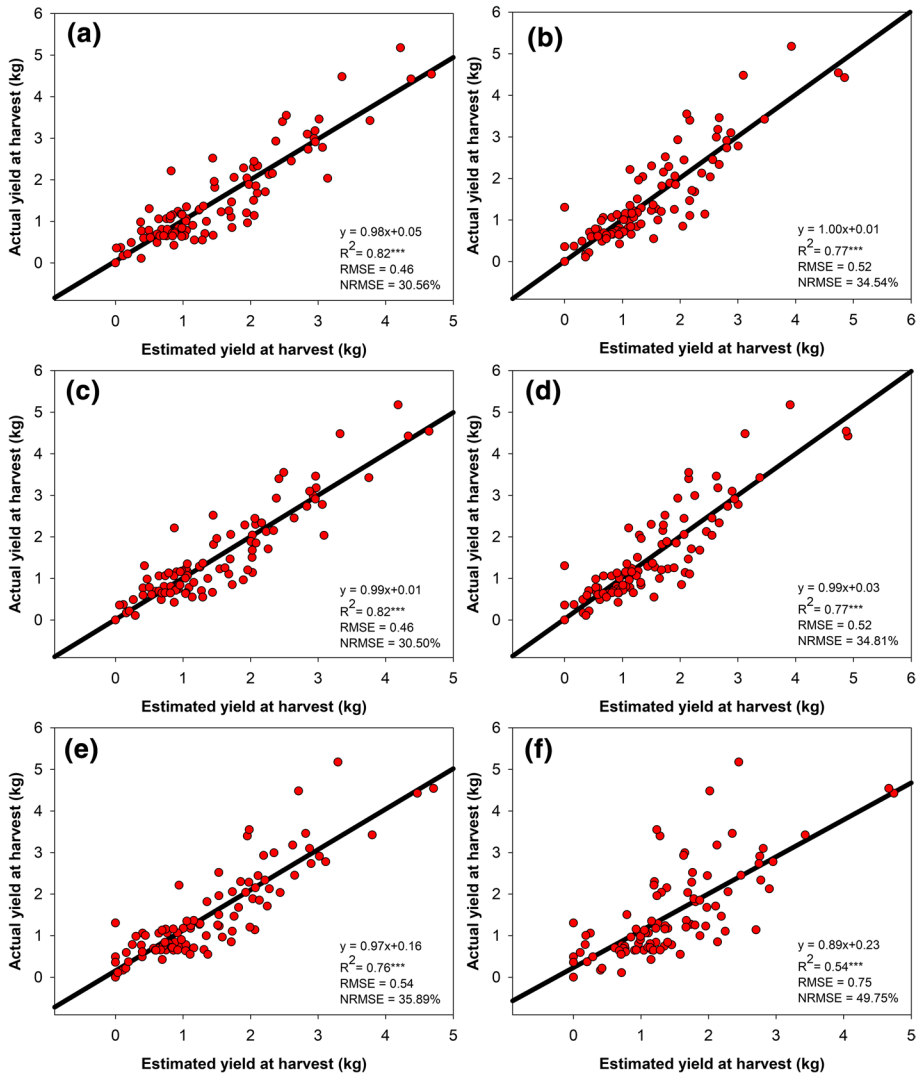 (a)
6
5
4
3
2
1
0
Actual yield at harvest (kg)
y = 0.98x+0.05
R2= 0.82***
RMSE = 0.46
NRMSE = 30.56%
0 1 2 3 4 5
Estimated yield at harvest (kg)
(b)
6
5
4
3
2
1
0
Actual yield at harvest (kg)
y = 1.00x+0.01
R2= 0.77***
RMSE = 0.52
NRMSE = 34.54%
0 1 2 3 4 5 6
Estimated yield at harvest (kg)
(c)
6
5
4
3
2
1
0
Actual yield at harvest (kg)
y = 0.99x+0.01
R2= 0.82***
RMSE = 0.46
NRMSE = 30.50%
0 1 2 3 4 5
Estimated yield at harvest (kg)
(d)
6
5
4
3
2
1
0
Actual yield at harvest (kg)
y = 0.99x+0.03
R2= 0.77***
RMSE = 0.52
NRMSE = 34.81%
0 1 2 3 4 5 6
Estimated yield at harvest (kg)
(e)
6
5
4
3
2
1
0
Actual yield at harvest (kg)
y = 0.97x+0.16
R2= 0.76***
RMSE = 0.54
NRMSE = 35.89%
0 1 2 3 4 5
Estimated yield at harvest (kg)
(f)
6
5
4
3
2
1
0
Actual yield at harvest (kg)
y = 0.89x+0.23
R2= 0.54***
RMSE = 0.75
NRMSE = 49.75%
0 1 2 3 4 5
Estimated yield at harvest (kg)